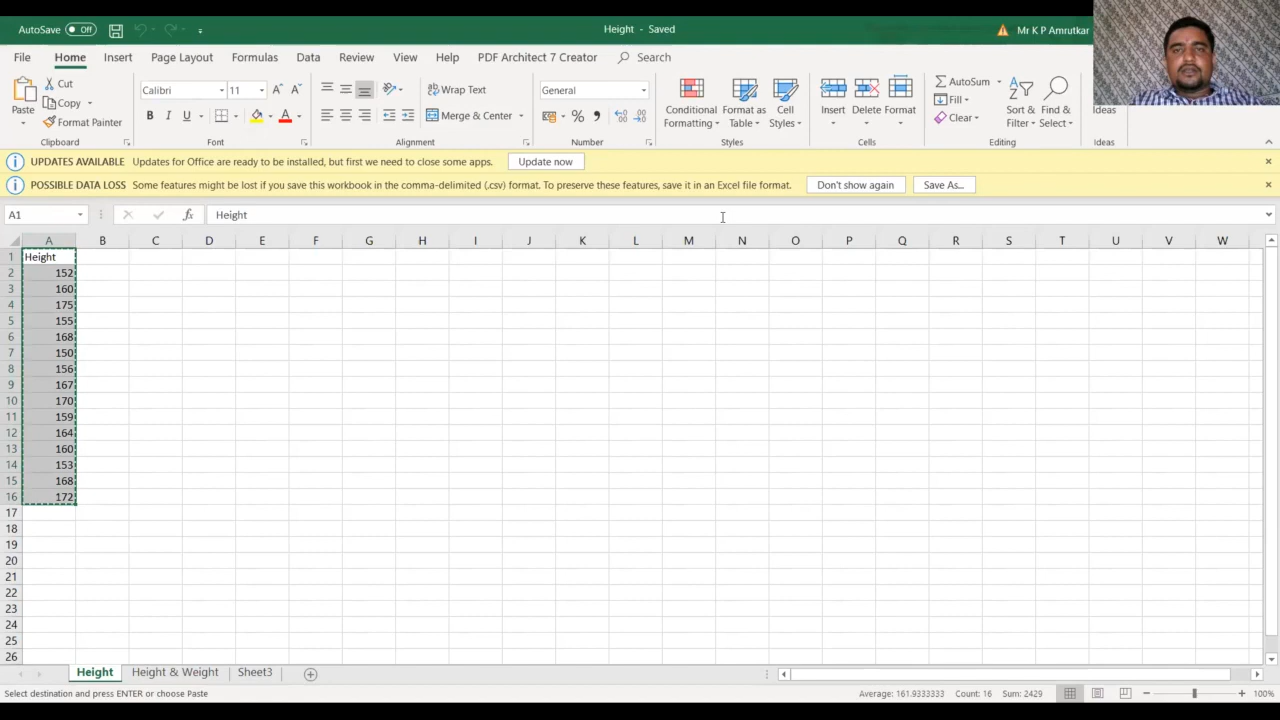 AutoSave Off Height - Saved Mr K P Amrutkar
File Home Insert Page Layout Formulas Data Review View Help PDF Architect 7 Creator Search
Paste
Cut
Copy
Format Painter
Clipboard
Calibri 11
B I U
Font
Wrap Text
Merge & Center
Alignment
General
Number
Conditional Formatting
Format as Table
Cell Styles
Styles
Insert Delete Format
Cells
AutoSum
Fill
Clear
Sort & Filter
Find & Select
Editing
Ideas
Ideas
UPDATES AVAILABLE Updates for Office are ready to be installed, but first we need to close some apps. Update now
POSSIBLE DATA LOSS Some features might be lost if you save this workbook in the comma-delimited (.csv) format. To preserve these features, save it in an Excel file format. Don't show again Save As...
A1 fx Height
A B C D E F G H I J K L M N O P Q R S T U V W
1 Height
2 152
3 160
4 175
5 155
6 168
7 150
8 156
9 167
10 170
11 159
12 164
13 160
14 153
15 168
16 172
17
18
19
20
21
22
23
24
25
26
Height Height & Weight Sheet3
Select destination and press ENTER or choose Paste Average: 161.9333333 Count: 16 Sum: 2429 100%